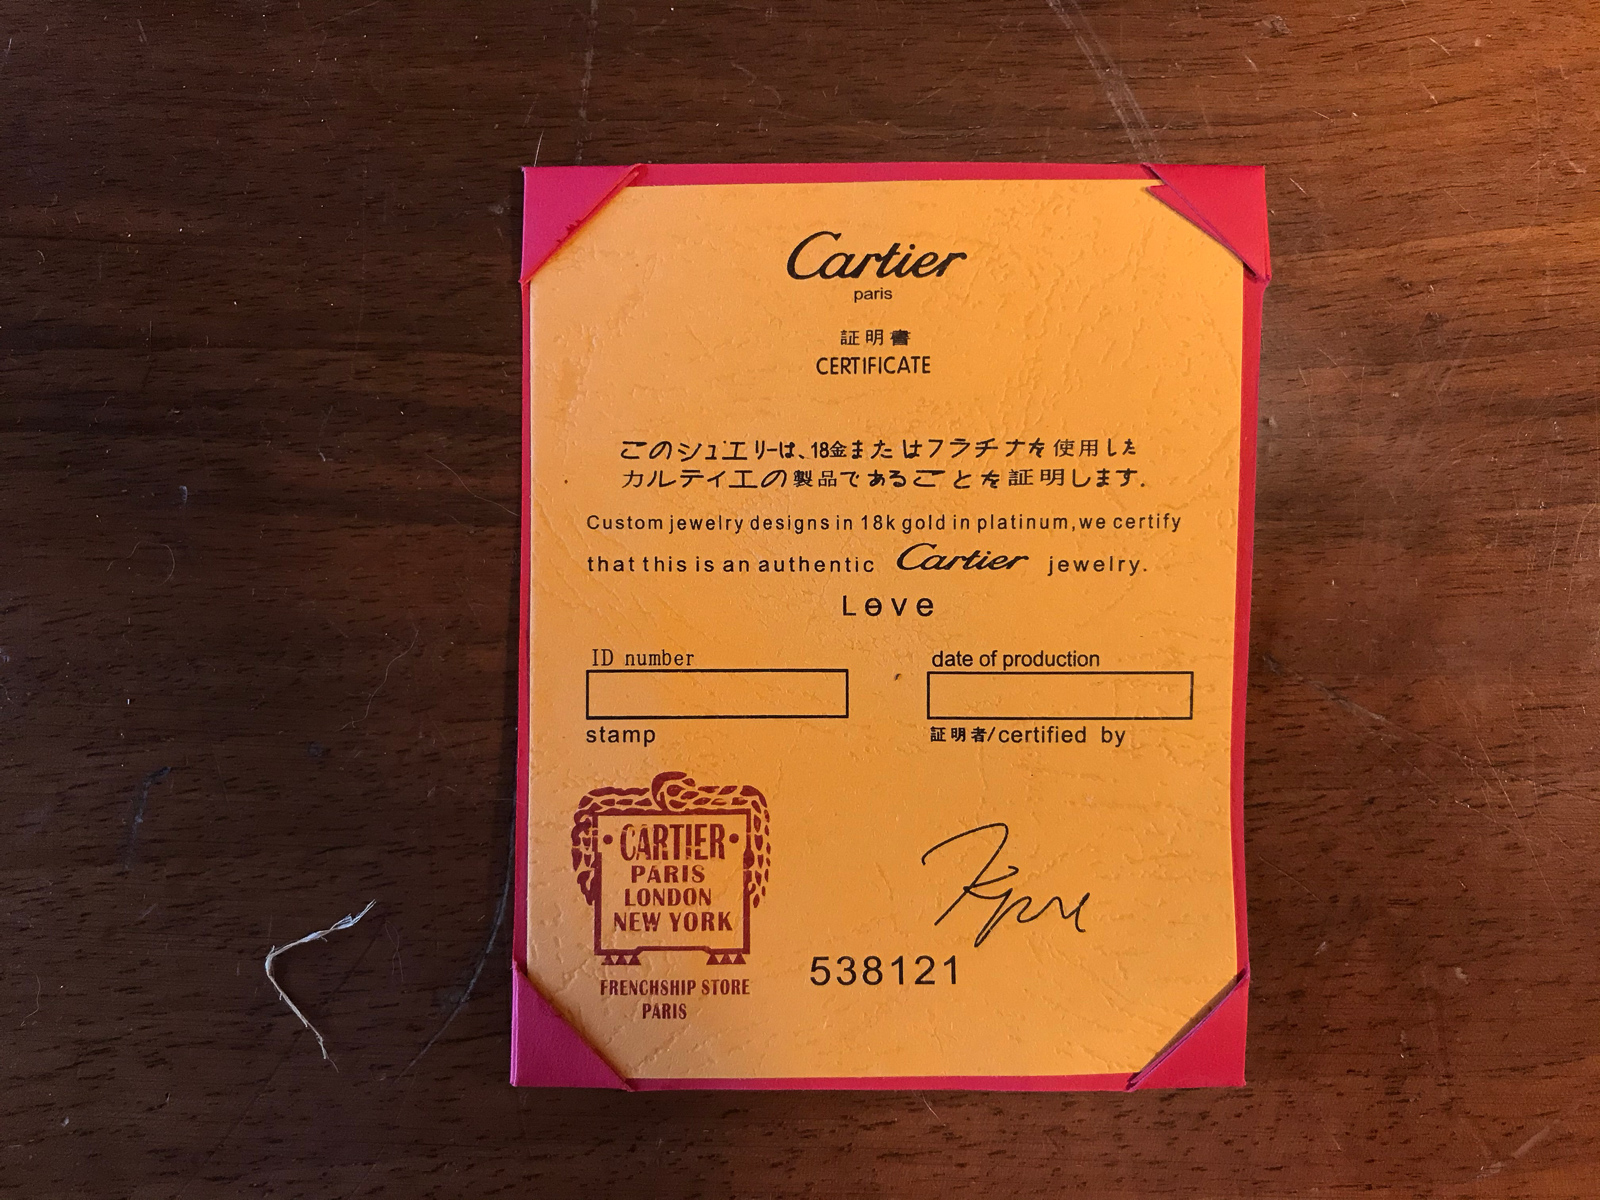 Cartier
paris
証明書
CERTIFICATE
このジュエリーは、18金またはフラチナを使用した
カルティエの製品であることを証明します.
Custom jewelry designs in 18k gold in platinum, we certify
that this is an authentic Cartier jewelry.
Love
ID number
date of production
stamp
証明者/certified by
CARTIER
PARIS
LONDON
NEW YORK
FRENCHSHIP STORE
PARIS
538121